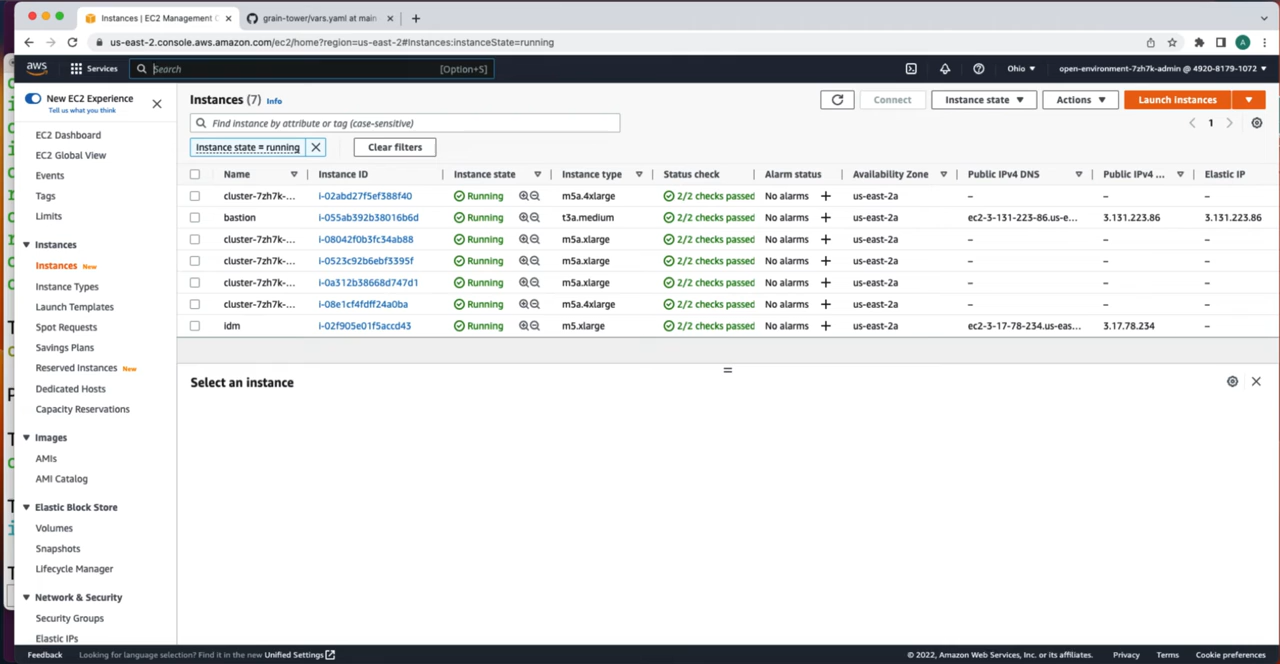 Instances | EC2 Management C
grain-tower/vars.yaml at main
us-east-2.console.aws.amazon.com/ec2/home?region=us-east-2#Instances:instanceState=running
A
aws
Services
Search
[Option+S]
Ohio
open-environment-7zh7k-admin @ 4920-8179-1072
New EC2 Experience
Tell us what you think
EC2 Dashboard
EC2 Global View
Events
Tags
Limits
Instances
Instances New
Instance Types
Launch Templates
Spot Requests
Savings Plans
Reserved Instances New
Dedicated Hosts
Capacity Reservations
Images
AMIs
AMI Catalog
Elastic Block Store
Volumes
Snapshots
Lifecycle Manager
Network & Security
Security Groups
Elastic IPs
Instances (7) Info
Connect
Instance state
Actions
Launch instances
Find instance by attribute or tag (case-sensitive)
1
Instance state = running
Clear filters
Name Instance ID Instance state Instance type Status check Alarm status Availability Zone Public IPv4 DNS Public IPv4 ... Elastic IP
cluster-7zh7k-... i-02abd27f5ef388f40 Running m5a.4xlarge 2/2 checks passed No alarms + us-east-2a – – –
bastion i-055ab392b38016b6d Running t3a.medium 2/2 checks passed No alarms + us-east-2a ec2-3-131-223-86.us-e... 3.131.223.86 3.131.223.86
cluster-7zh7k-... i-08042f0b3fc34ab88 Running m5a.xlarge 2/2 checks passed No alarms + us-east-2a – – –
cluster-7zh7k-... i-0523c92b6ebf3395f Running m5a.xlarge 2/2 checks passed No alarms + us-east-2a – – –
cluster-7zh7k-... i-0a312b38668d747d1 Running m5a.xlarge 2/2 checks passed No alarms + us-east-2a – – –
cluster-7zh7k-... i-08e1cf4fdff24a0ba Running m5a.4xlarge 2/2 checks passed No alarms + us-east-2a – – –
idm i-02f905e01f5accd43 Running m5.xlarge 2/2 checks passed No alarms + us-east-2a ec2-3-17-78-234.us-eas... 3.17.78.234 –
Select an instance
Feedback
Looking for language selection? Find it in the new Unified Settings
© 2022, Amazon Web Services, Inc. or its affiliates.
Privacy
Terms
Cookie preferences